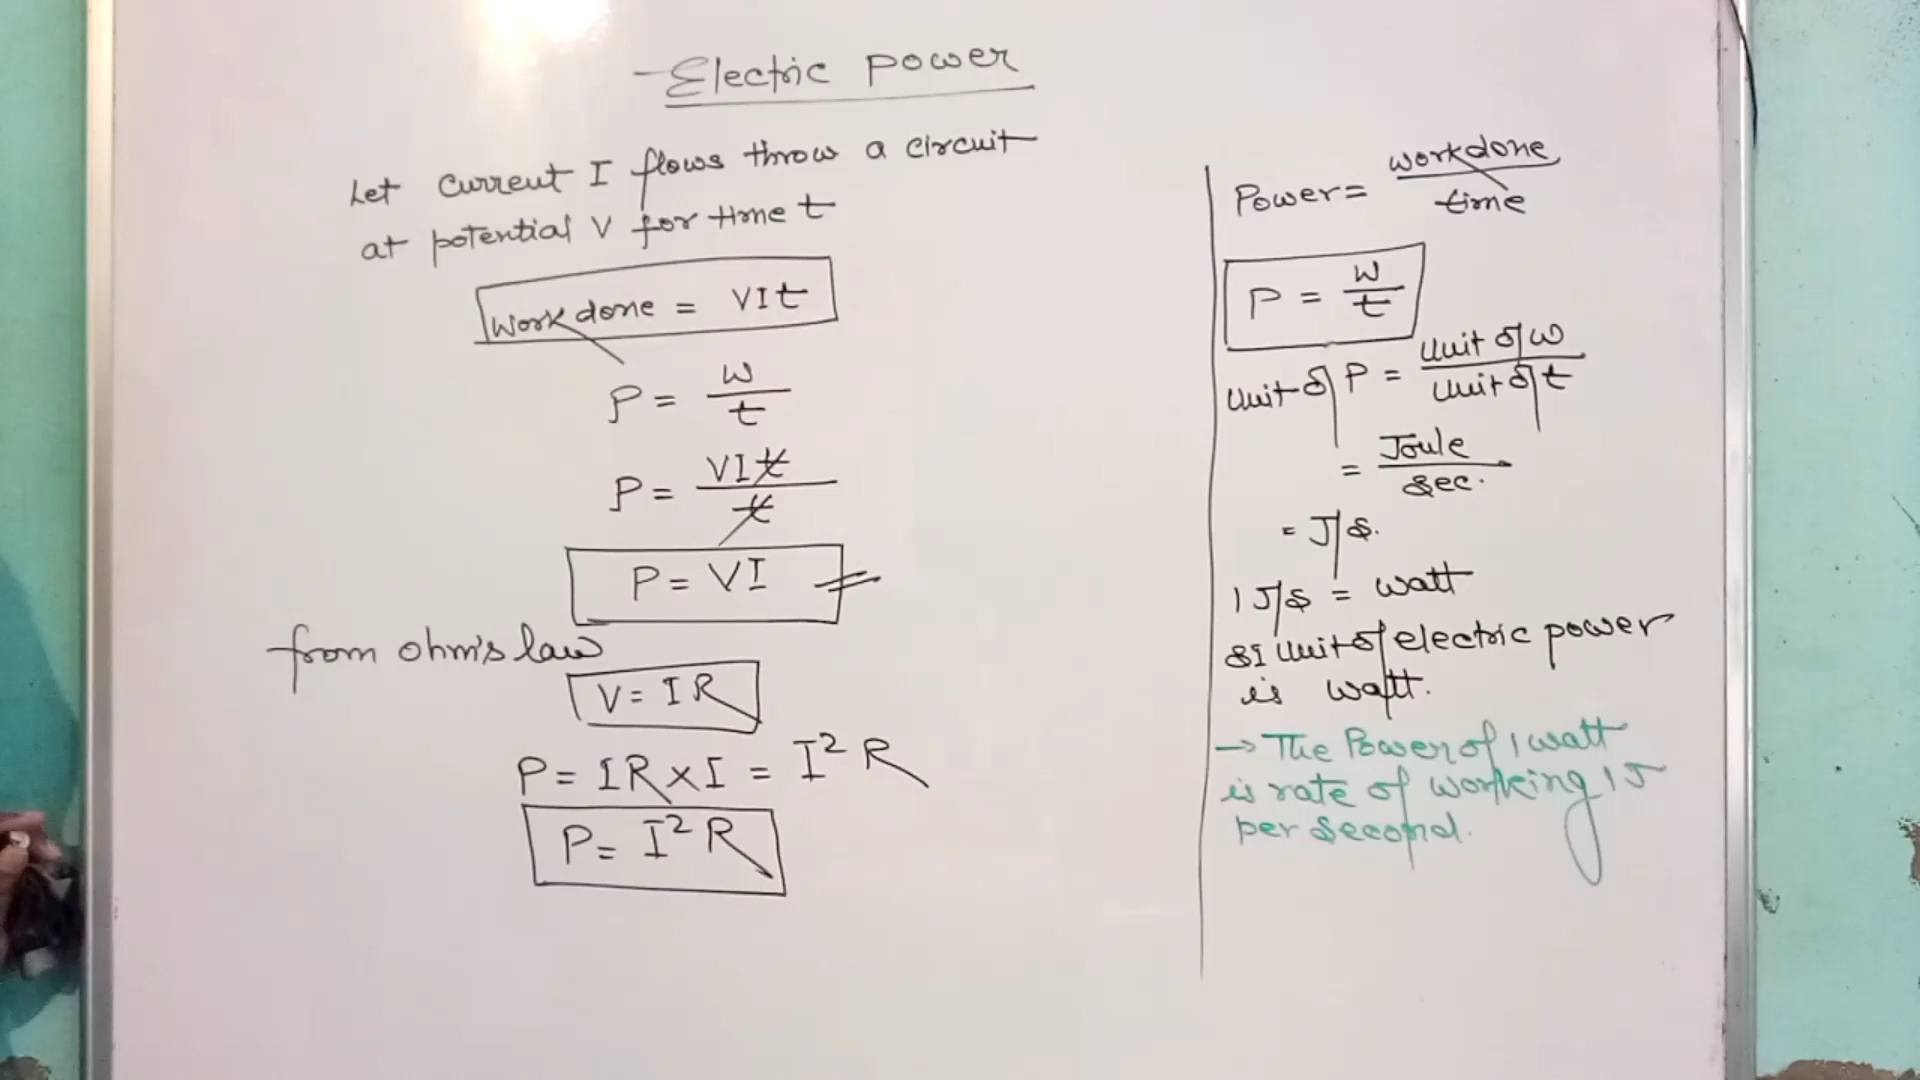 Electric power
Let current I flows throw a circuit
at potential V for time t
Work done = VIt
P = W/t
P = VIt/t
P = VI
from ohm's law
V = IR
P = IR×I = I²R
P = I²R
Power = workdone/time
P = W/t
Unit of P = Unit of W/Unit of t
= Joule/sec.
= J/s.
1 J/s = watt
SI Unit of electric power
is watt.
→ The Power of 1 watt
is rate of working 1 J
per second.